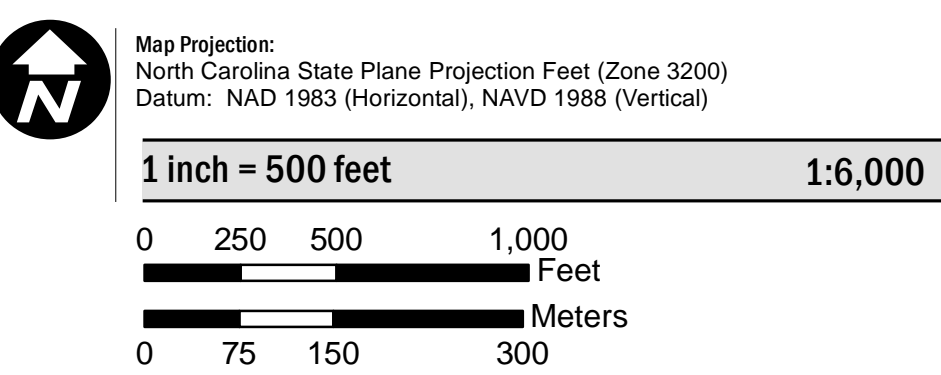 N
Map Projection:
North Carolina State Plane Projection Feet (Zone 3200)
Datum: NAD 1983 (Horizontal), NAVD 1988 (Vertical)
1 inch = 500 feet 1:6,000
0 250 500 1,000
Feet
Meters
0 75 150 300